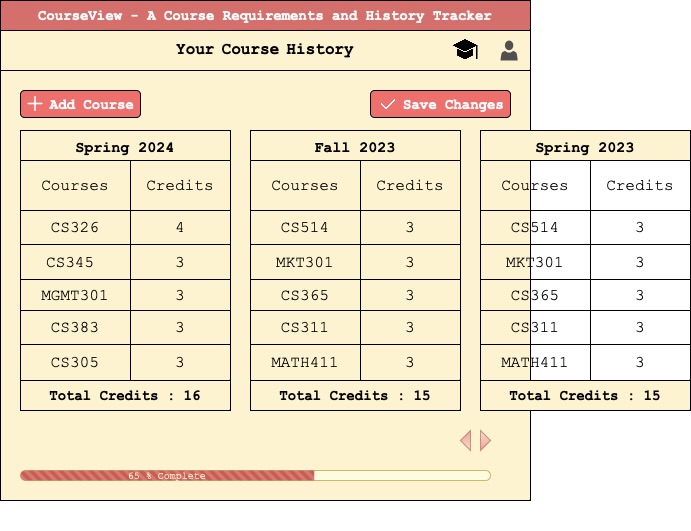 CourseView - A Course Requirements and History Tracker
Your Course History
Add Course
Save Changes
Spring 2024
Courses Credits
CS326 4
CS345 3
MGMT301 3
CS383 3
CS305 3
Total Credits : 16
Fall 2023
Courses Credits
CS514 3
MKT301 3
CS365 3
CS311 3
MATH411 3
Total Credits : 15
Spring 2023
Courses Credits
CS514 3
MKT301 3
CS365 3
CS311 3
MATH411 3
Total Credits : 15
65 % Complete